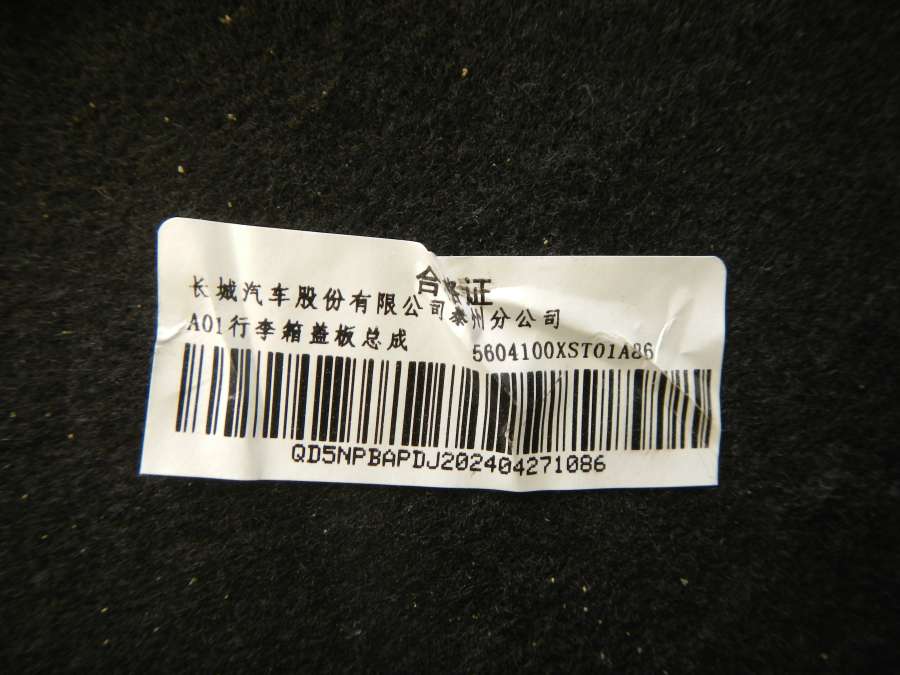 合格证
长城汽车股份有限公司泰州分公司
A01行李箱盖板总成 5604100XST01A86
QD5NPBAPDJ202404271086